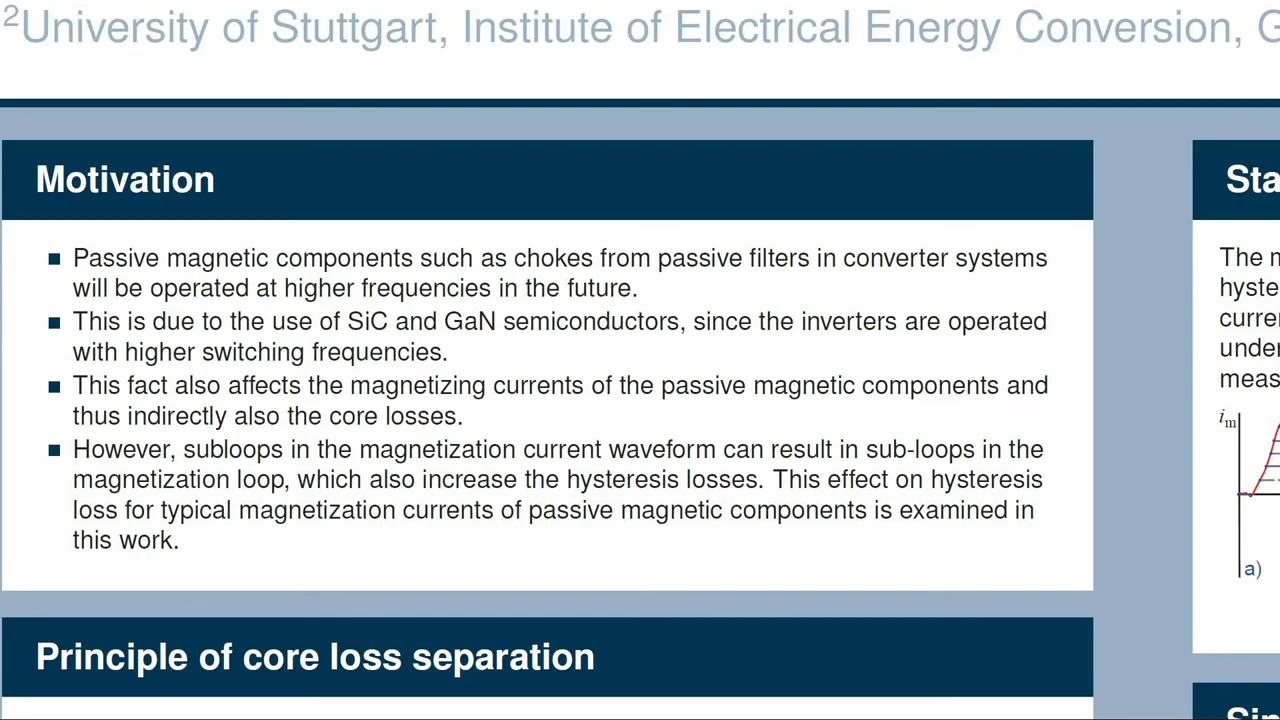 ²University of Stuttgart, Institute of Electrical Energy Conversion,
Motivation
Passive magnetic components such as chokes from passive filters in converter systems
will be operated at higher frequencies in the future.
This is due to the use of SiC and GaN semiconductors, since the inverters are operated
with higher switching frequencies.
This fact also affects the magnetizing currents of the passive magnetic components and
thus indirectly also the core losses.
However, subloops in the magnetization current waveform can result in sub-loops in the
magnetization loop, which also increase the hysteresis losses. This effect on hysteresis
loss for typical magnetization currents of passive magnetic components is examined in
this work.
Principle of core loss separation
The
im
a)